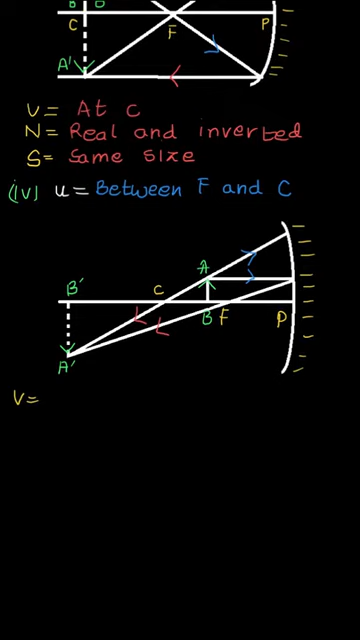 B B
C F P
A'
V = At C
N = Real and inverted
S = Same size
(iv) u = Between F and C
A
B' C B F P
A'
V =